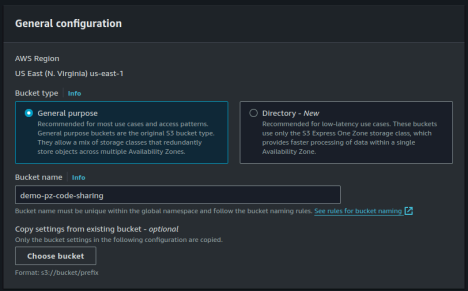 General configuration
AWS Region
US East (N. Virginia) us-east-1
Bucket type | Info
General purpose
Recommended for most use cases and access patterns.
General purpose buckets are the original S3 bucket type.
They allow a mix of storage classes that redundantly
store objects across multiple Availability Zones.
Directory - New
Recommended for low-latency use cases. These buckets
use only the S3 Express One Zone storage class, which
provides faster processing of data within a single
Availability Zone.
Bucket name | Info
demo-pz-code-sharing
Bucket name must be unique within the global namespace and follow the bucket naming rules. See rules for bucket naming
Copy settings from existing bucket - optional
Only the bucket settings in the following configuration are copied.
Choose bucket
Format: s3://bucket/prefix